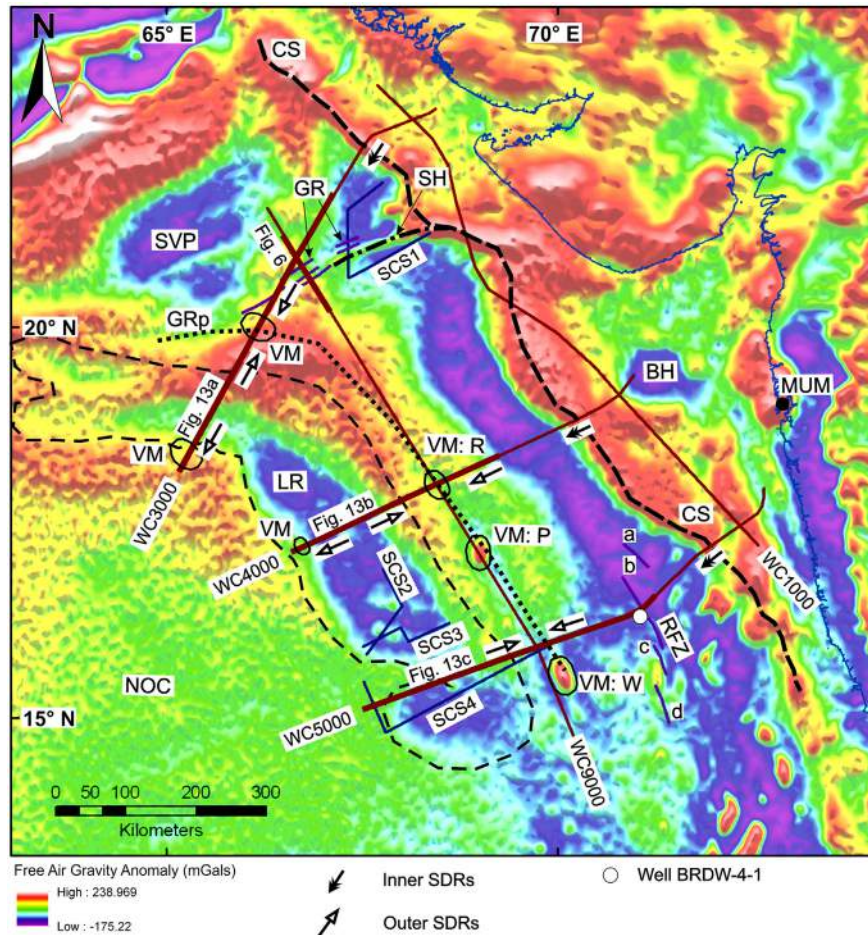 65° E
70° E
N
CS
GR
SH
SVP
Fig. 6
SCS1
20° N
GRp
VM
BH
MUM
Fig. 13a
VM
VM: R
WC3000
LR
Fig. 13b
CS
VM
VM: P
a
WC4000
SCS2
b
WC1000
SCS3
RFZ
c
NOC
Fig. 13c
VM: W
15° N
WC5000
SCS4
d
WC9000
0 50 100 200 300
Kilometers
Free Air Gravity Anomaly (mGals)
High : 238.969
Low : -175.22
Inner SDRs
Outer SDRs
Well BRDW-4-1